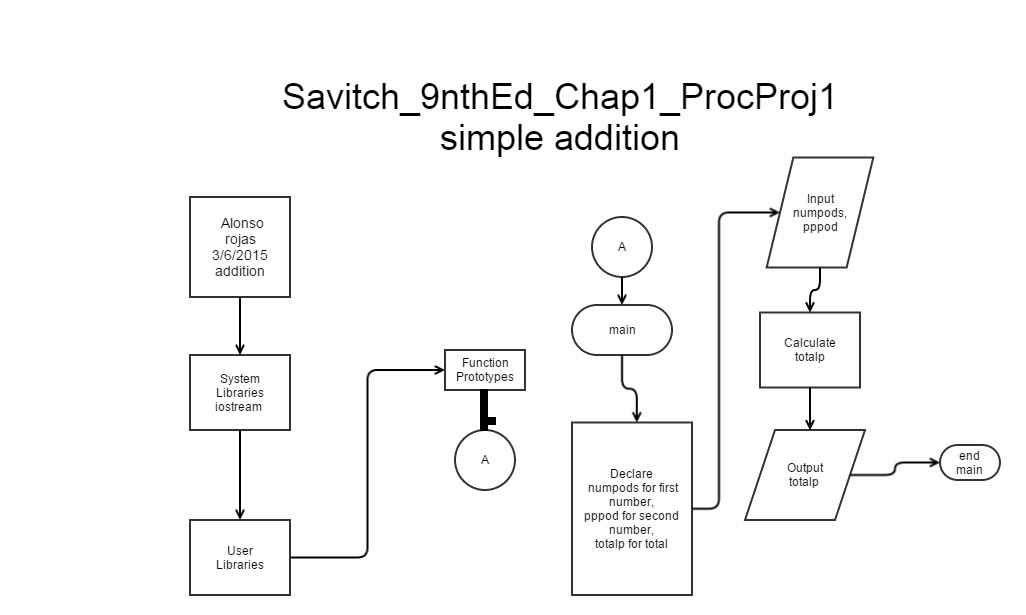 Savitch_9nthEd_Chap1_ProcProj1
simple addition
Alonso
rojas
3/6/2015
addition
System
Libraries
iostream
User
Libraries
Function
Prototypes
A
A
main
Declare
numpods for first
number,
pppod for second
number,
totalp for total
Input
numpods,
pppod
Calculate
totalp
Output
totalp
end
main